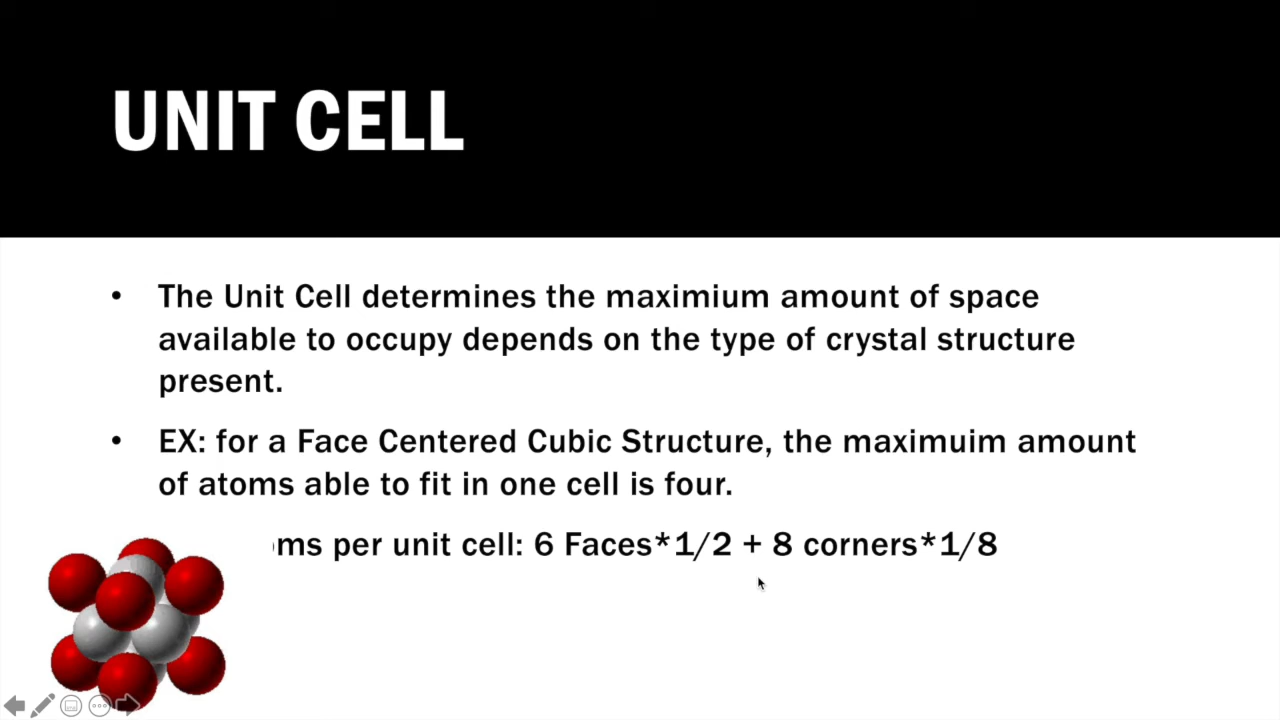 UNIT CELL
• The Unit Cell determines the maximium amount of space
available to occupy depends on the type of crystal structure
present.
• EX: for a Face Centered Cubic Structure, the maximuim amount
of atoms able to fit in one cell is four.
per unit cell: 6 Faces*1/2 + 8 corners*1/8